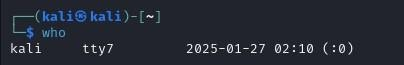 ┌──(kali㉿kali)-[~]
└─$ who
kali     tty7         2025-01-27 02:10 (:0)